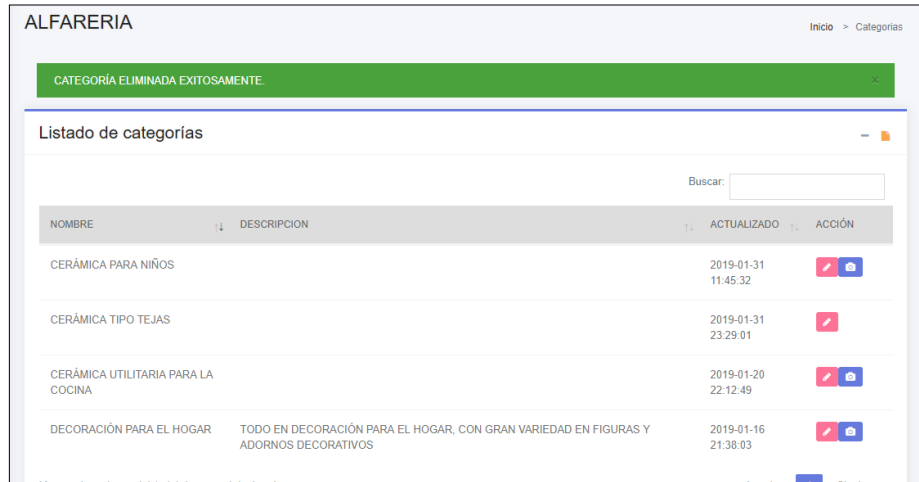 ALFARERIA
Inicio > Categorias
CATEGORÍA ELIMINADA EXITOSAMENTE.
×
Listado de categorías
Buscar:
NOMBRE DESCRIPCION ACTUALIZADO ACCIÓN
CERÁMICA PARA NIÑOS 2019-01-31
11:45:32
CERÁMICA TIPO TEJAS 2019-01-31
23:29:01
CERÁMICA UTILITARIA PARA LA 2019-01-20
COCINA 22:12:49
DECORACIÓN PARA EL HOGAR TODO EN DECORACIÓN PARA EL HOGAR, CON GRAN VARIEDAD EN FIGURAS Y 2019-01-16
ADORNOS DECORATIVOS 21:38:03